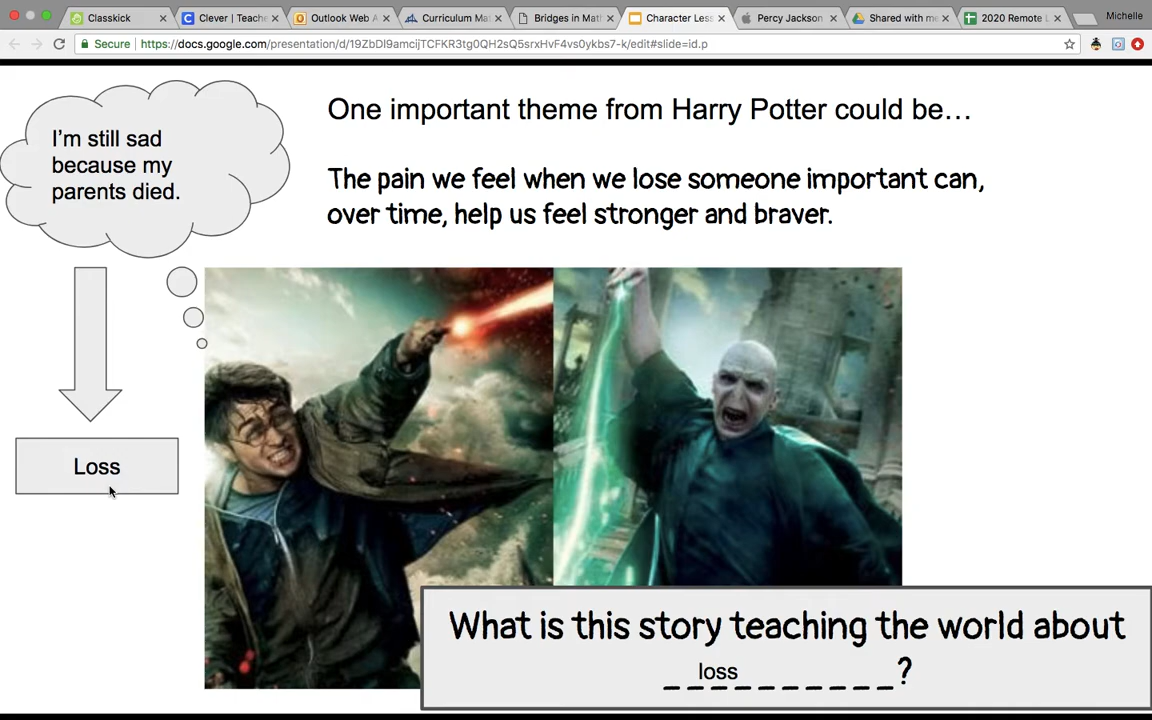 Classkick
Clever | Teache
Outlook Web A
Curriculum Ma
Bridges in Mat
Character Les
Percy Jackson
Shared with me
2020 Remote L
Michelle
Secure
https://docs.google.com/presentation/d/19ZbDl9amcijTCFKR3tg0QH2sQ5srxHvF4vs0ykbs7-k/edit#slide=id.p
I'm still sad
because my
parents died.
One important theme from Harry Potter could be…
The pain we feel when we lose someone important can,
over time, help us feel stronger and braver.
Loss
What is this story teaching the world about
loss
__________?